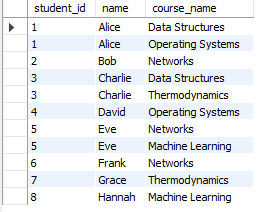 student_id name course_name
1 Alice Data Structures
1 Alice Operating Systems
2 Bob Networks
3 Charlie Data Structures
3 Charlie Thermodynamics
4 David Operating Systems
5 Eve Networks
5 Eve Machine Learning
6 Frank Networks
7 Grace Thermodynamics
8 Hannah Machine Learning